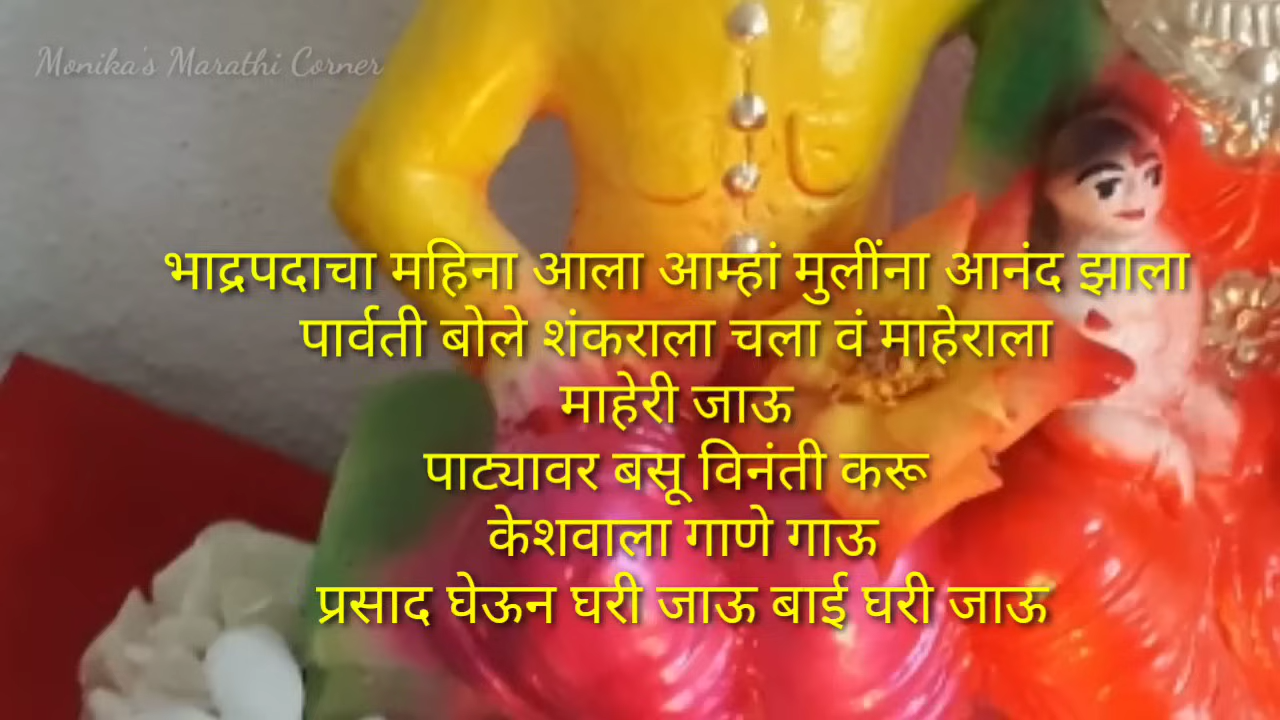 Monika's Marathi Corner
भाद्रपदाचा महिना आला आम्हां मुलींना आनंद झाला
पार्वती बोले शंकराला चला वं माहेराला
माहेरी जाऊ
पाट्यावर बसू विनंती करू
केशवाला गाणे गाऊ
प्रसाद घेऊन घरी जाऊ बाई घरी जाऊ